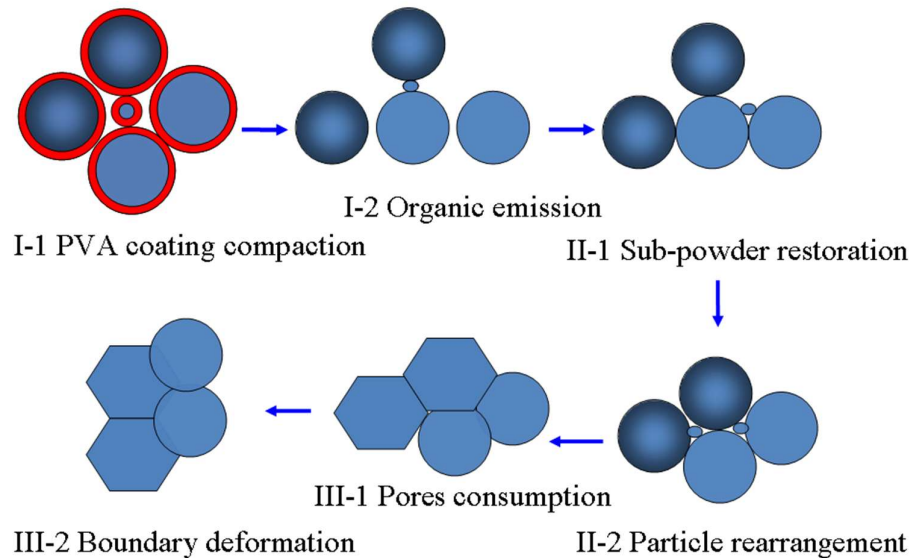 I-1 PVA coating compaction
I-2 Organic emission
II-1 Sub-powder restoration
II-2 Particle rearrangement
III-1 Pores consumption
III-2 Boundary deformation